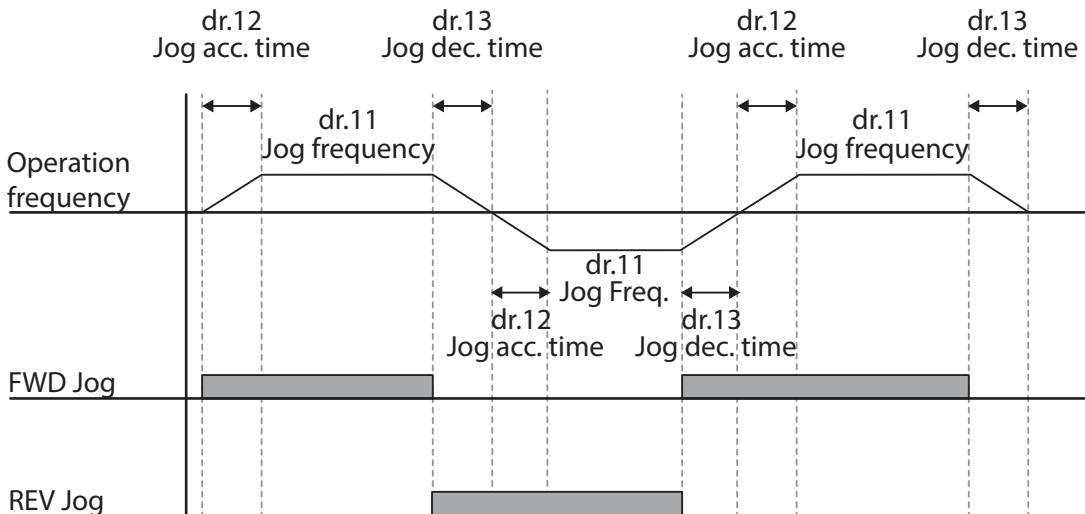 dr.12
Jog acc. time
dr.13
Jog dec. time
dr.12
Jog acc. time
dr.13
Jog dec. time
dr.11
Jog frequency
dr.11
Jog frequency
Operation
frequency
dr.11
Jog Freq.
dr.12
Jog acc. time
dr.13
Jog dec. time
FWD Jog
REV Jog